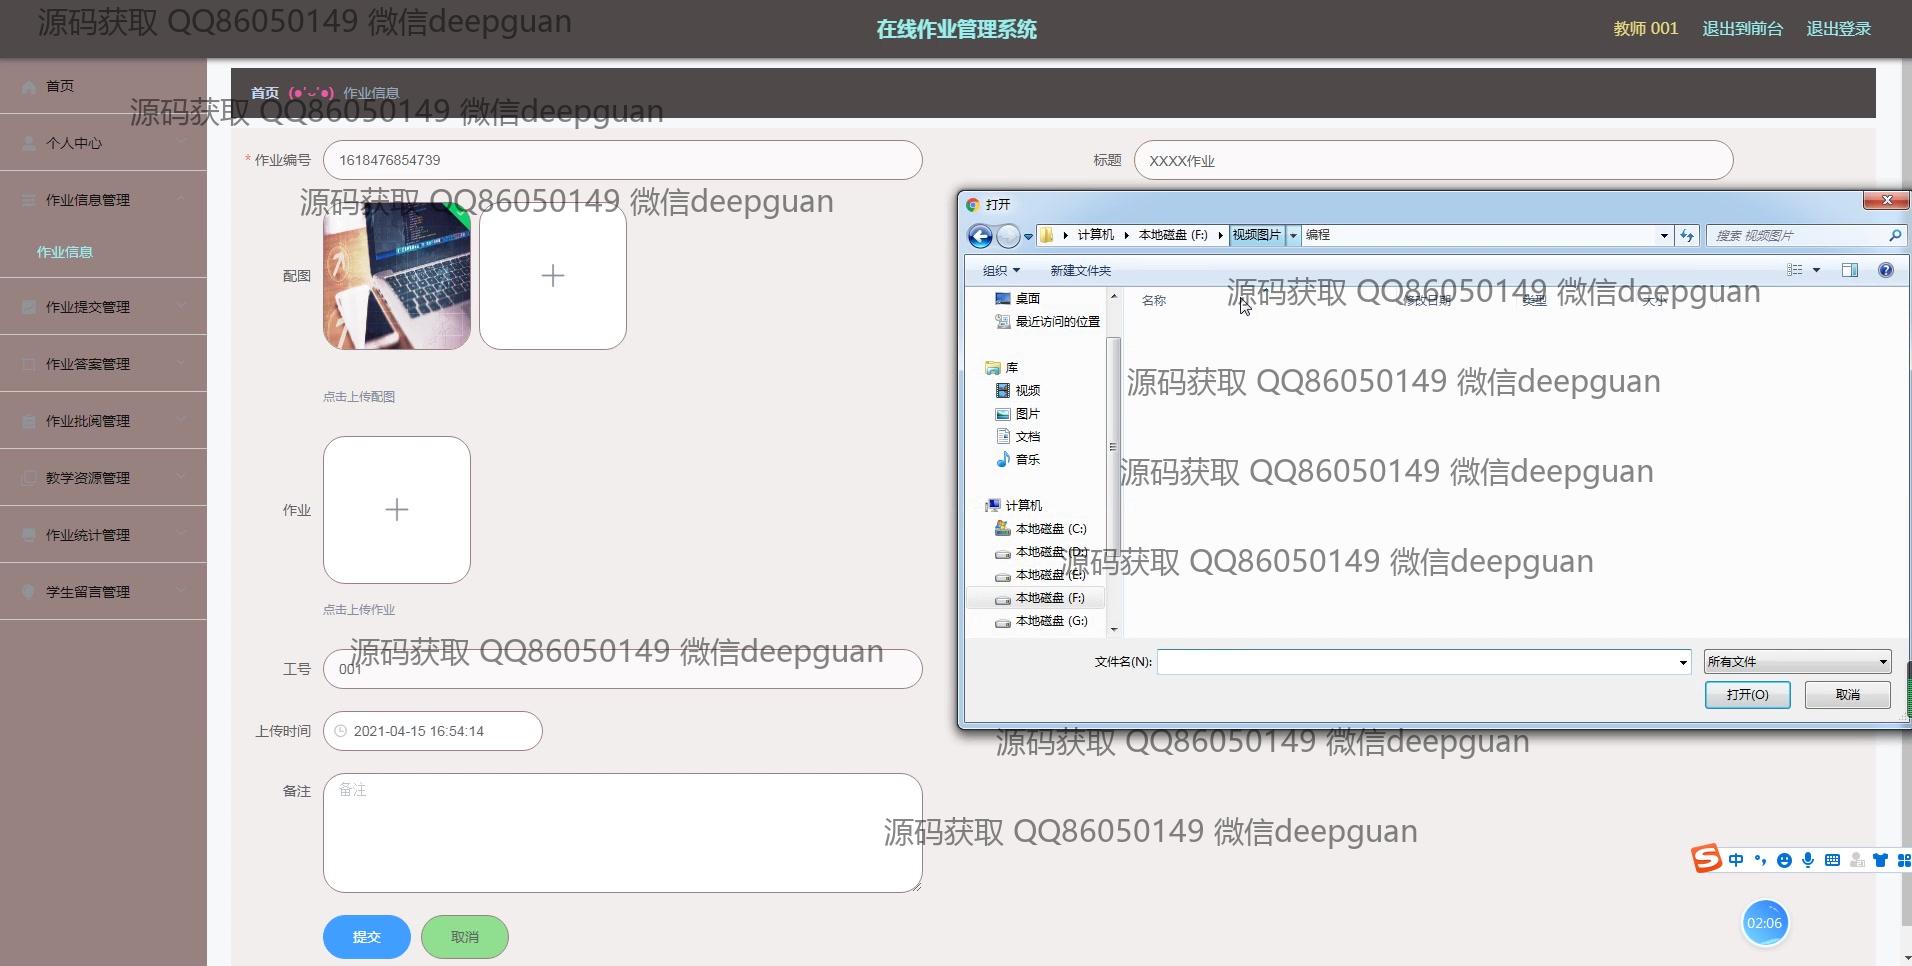 源码获取 QQ86050149 微信deepguan
在线作业管理系统
教师 001
退出到前台
退出登录
首页
首页 (●'ᴗ'●) 作业信息
源码获取 QQ86050149 微信deepguan
个人中心
* 作业编号
1618476854739
标题
XXXX作业
作业信息管理
源码获取 QQ86050149 微信deepguan
打开
计算机
本地磁盘 (F:)
视频图片
编程
搜索 视频图片
作业信息
配图
组织
新建文件夹
桌面
名称
源码获取 QQ86050149 微信deepguan
修改日期
类型
大小
作业提交管理
最近访问的位置
作业答案管理
库
视频
源码获取 QQ86050149 微信deepguan
点击上传配图
图片
作业批阅管理
文档
音乐
教学资源管理
源码获取 QQ86050149 微信deepguan
作业
计算机
作业统计管理
本地磁盘 (C:)
本地磁盘 (D:)
源码获取 QQ86050149 微信deepguan
本地磁盘 (E:)
学生留言管理
本地磁盘 (F:)
点击上传作业
本地磁盘 (G:)
源码获取 QQ86050149 微信deepguan
工号
001
文件名(N):
所有文件
打开(O)
取消
上传时间
2021-04-15 16:54:14
源码获取 QQ86050149 微信deepguan
备注
备注
源码获取 QQ86050149 微信deepguan
中
提交
取消
02:06